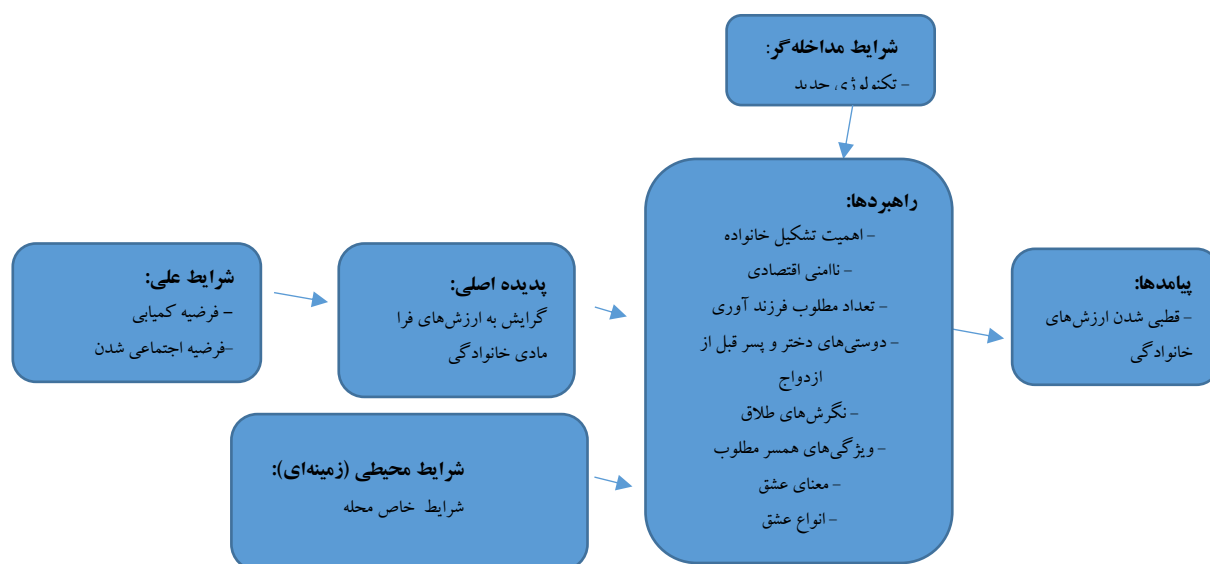 شرایط مداخله‌گر:
- تکنولوژی جدید
راهبردها:
- اهمیت تشکیل خانواده
- ناامنی اقتصادی
- تعداد مطلوب فرزند آوری
- دوستی‌های دختر و پسر قبل از
ازدواج
- نگرش‌های طلاق
- ویژگی‌های همسر مطلوب
- معنای عشق
- انواع عشق
شرایط علی:
- فرضیه کمیابی
-فرضیه اجتماعی شدن
پدیده اصلی:
گرایش به ارزش‌های فرا
مادی خانوادگی
پیامدها:
- قطبی شدن ارزش‌های
خانوادگی
شرایط محیطی (زمینه‌ای):
شرایط خاص محله